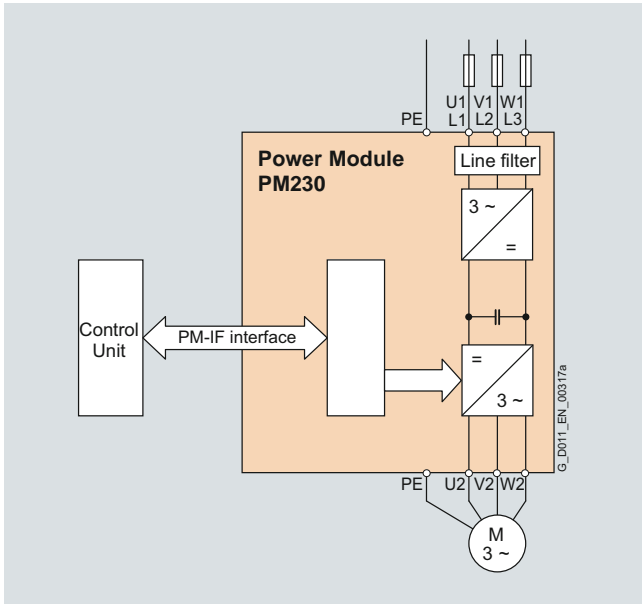 U1 V1 W1
PE L1 L2 L3
Power Module
PM230
Line filter
3 ~
=
Control
Unit
PM-IF interface
=
3 ~
G_D011_EN_00317a
PE U2 V2 W2
M
3 ~